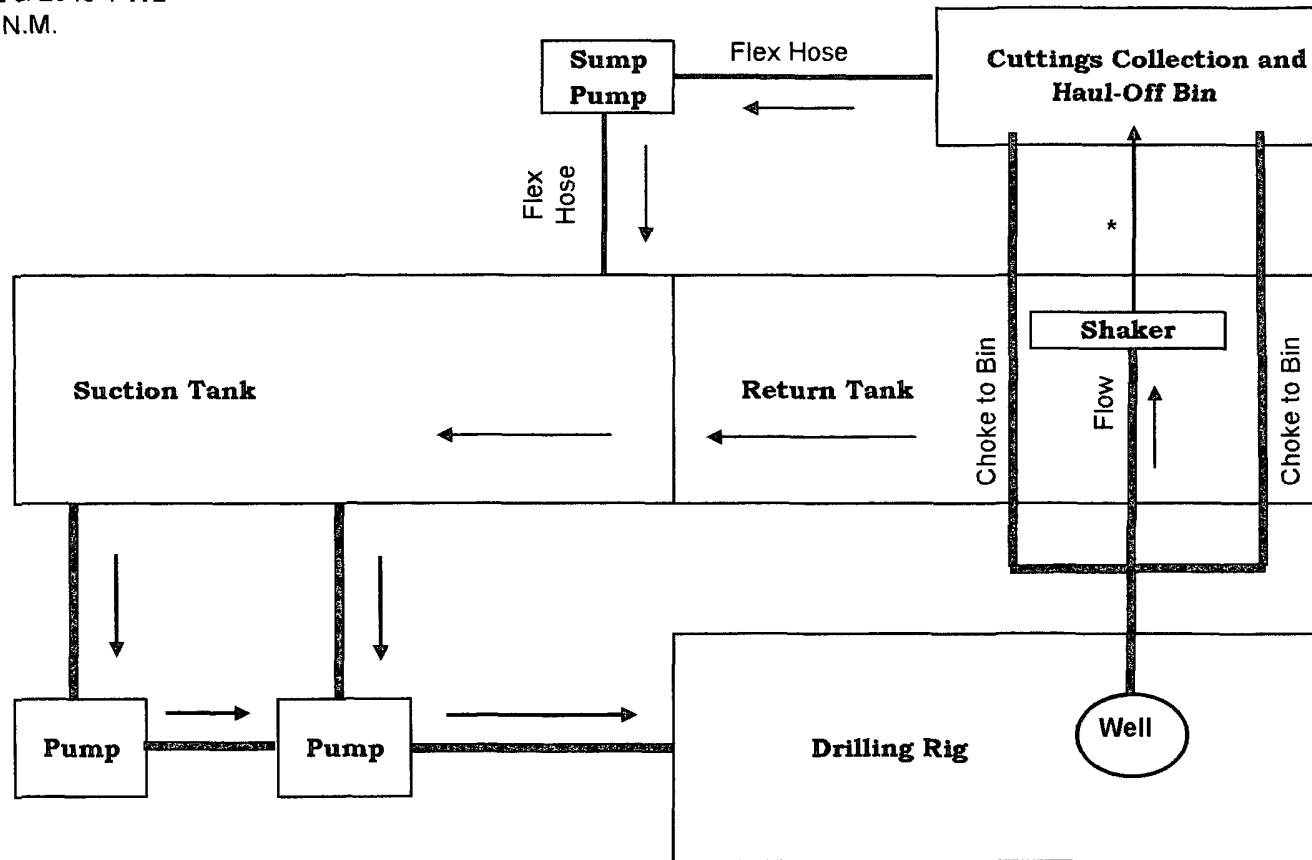 N.M.
Sump
Pump
Flex Hose
Cuttings Collection and
Haul-Off Bin
Flex
Hose
*
Suction Tank
Return Tank
Choke to Bin
Flow
Shaker
Choke to Bin
Pump
Pump
Drilling Rig
Well